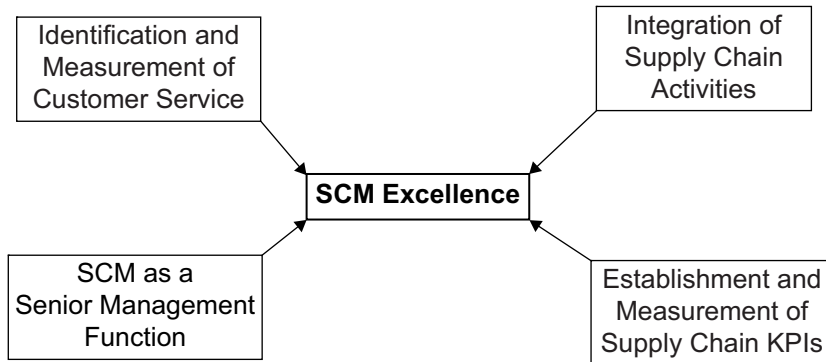 Identification and
Measurement of
Customer Service
Integration of
Supply Chain
Activities
SCM Excellence
SCM as a
Senior Management
Function
Establishment and
Measurement of
Supply Chain KPIs